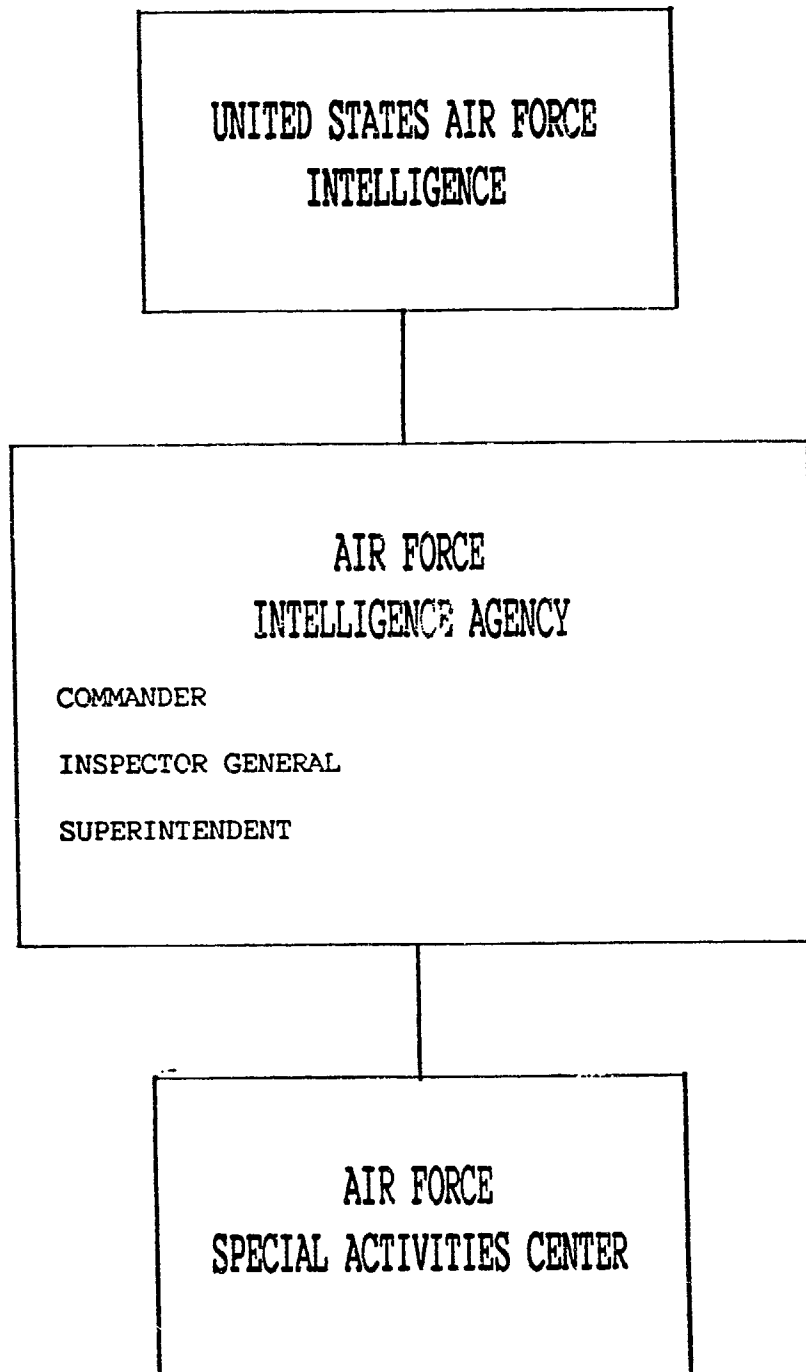 UNITED STATES AIR FORCE
INTELLIGENCE
AIR FORCE
INTELLIGENCE AGENCY
COMMANDER
INSPECTOR GENERAL
SUPERINTENDENT
AIR FORCE
SPECIAL ACTIVITIES CENTER